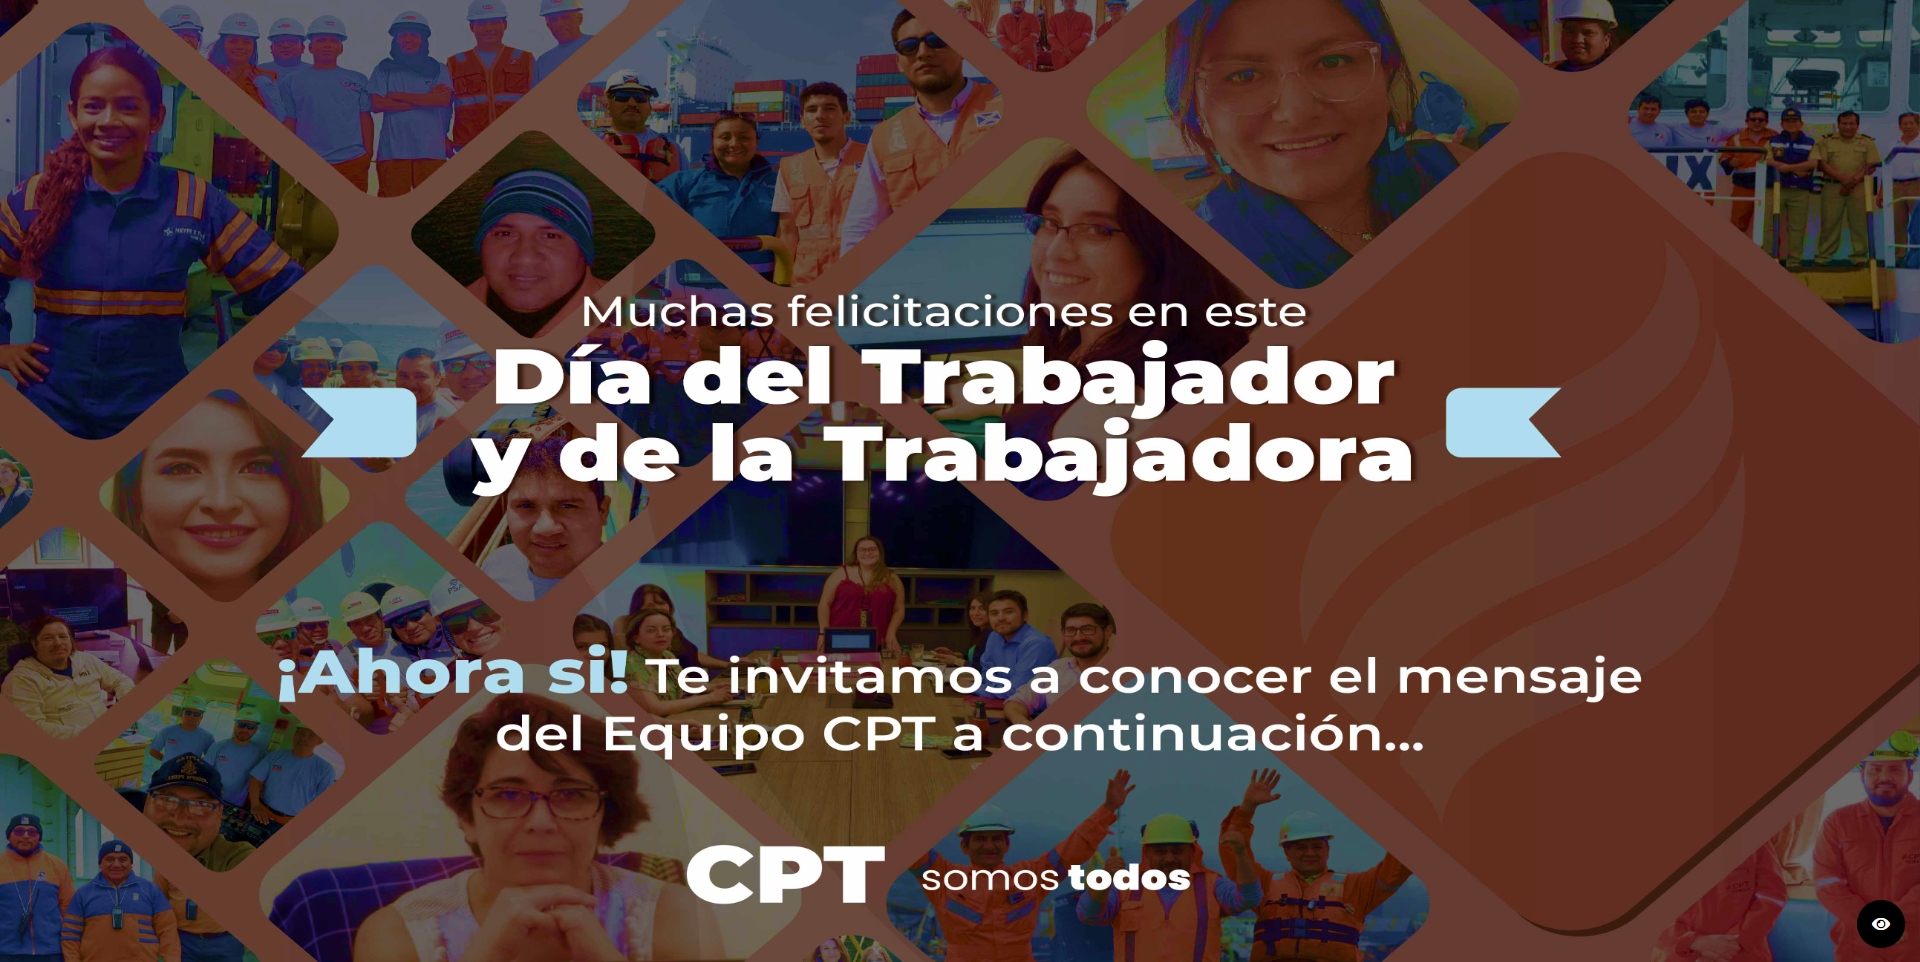 Muchas felicitaciones en este
Día del Trabajador
y de la Trabajadora
¡Ahora si! Te invitamos a conocer el mensaje
del Equipo CPT a continuación...
CPT somos todos